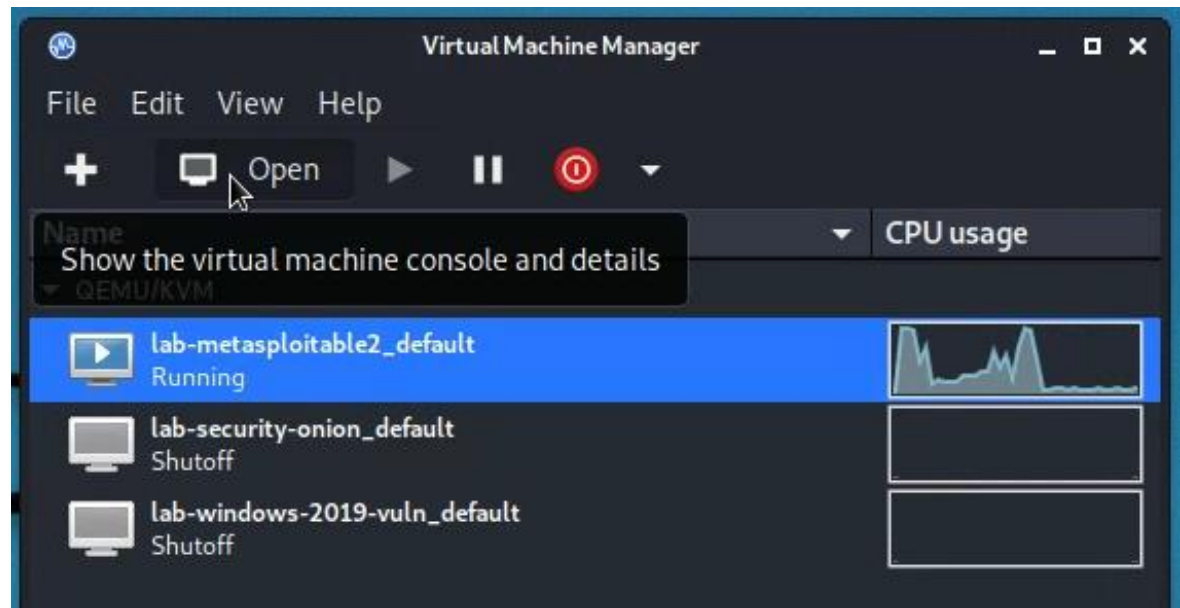 Virtual Machine Manager
File Edit View Help
Open
Name CPU usage
Show the virtual machine console and details
QEMU/KVM
lab-metasploitable2_default
Running
lab-security-onion_default
Shutoff
lab-windows-2019-vuln_default
Shutoff